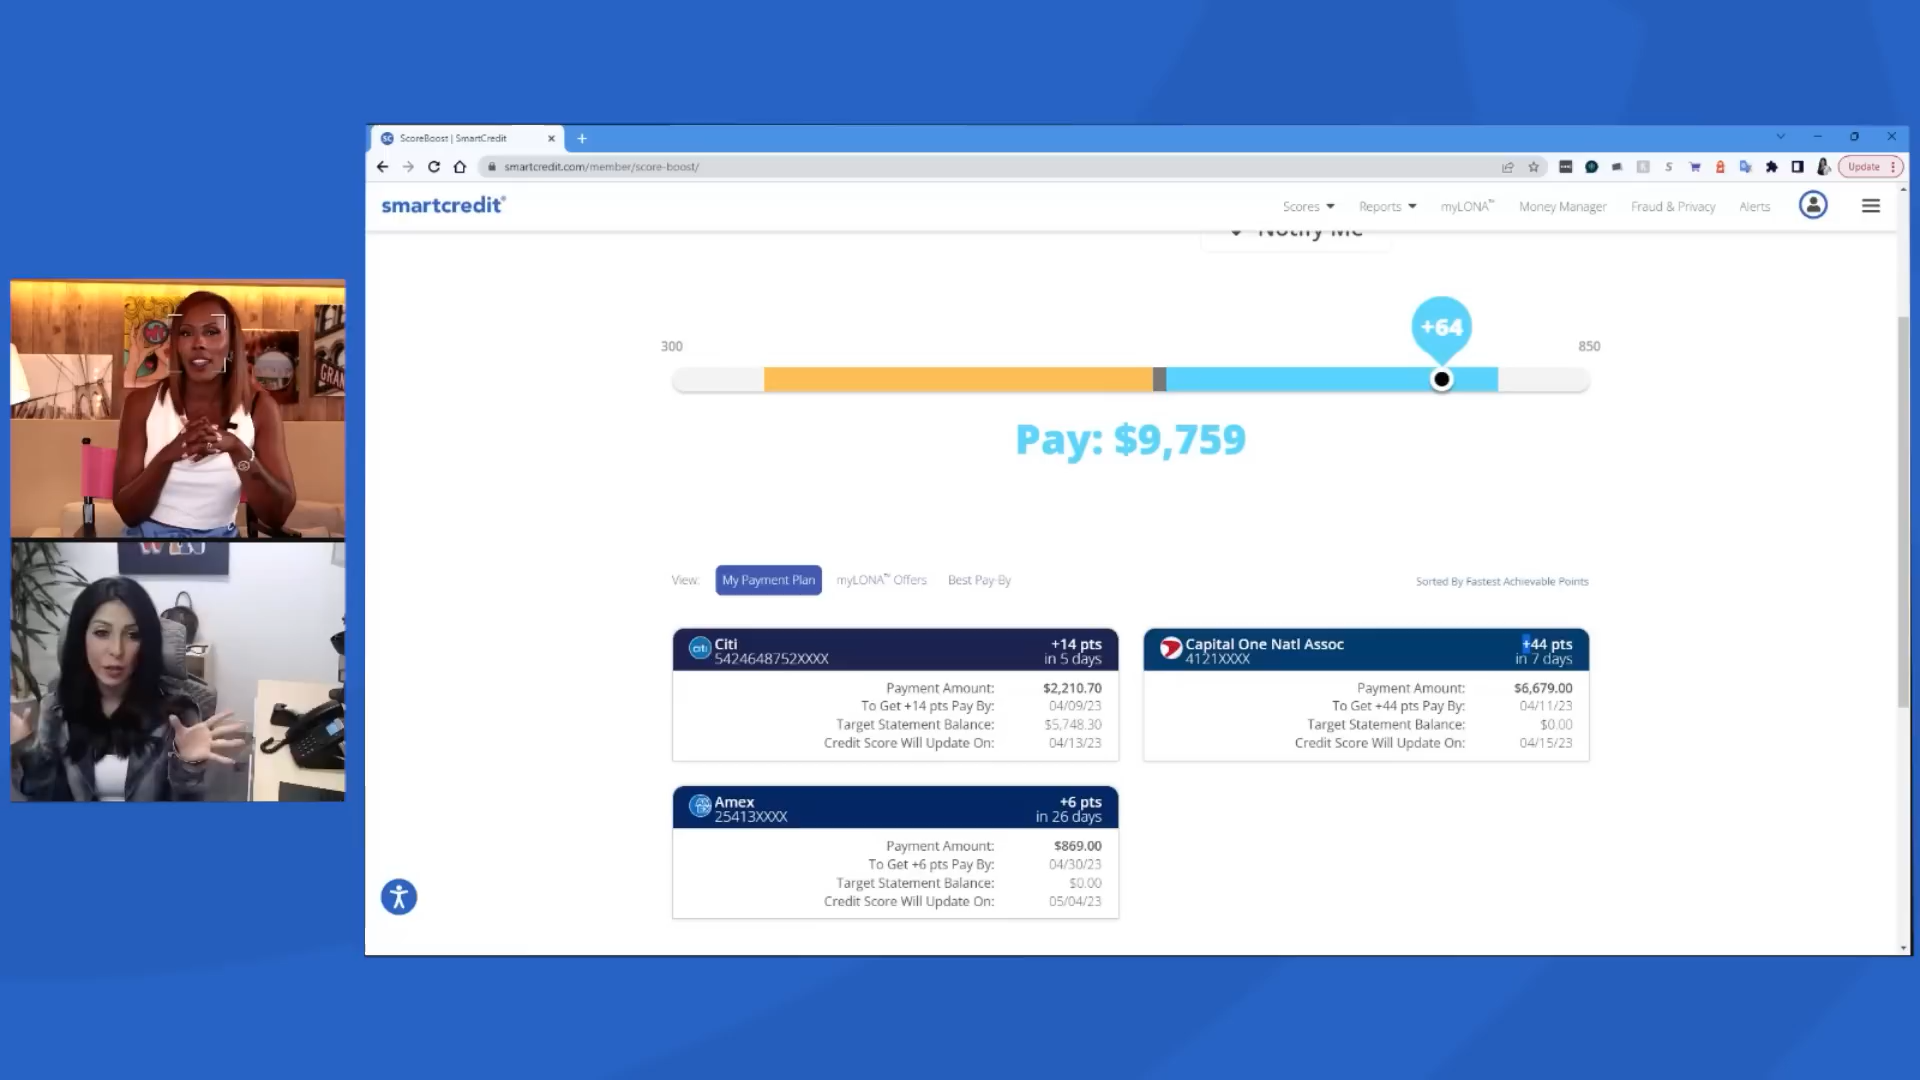 ScoreBoost | SmartCredit
smartcredit.com/member/score-boost/
Update
smartcredit®
Scores
Reports
myLONA™
Money Manager
Fraud & Privacy
Alerts
Notify Me
+64
300
850
Pay: $9,759
View:
My Payment Plan
myLONA™ Offers
Best Pay-By
Sorted By Fastest Achievable Points
citi
Citi
+14 pts
5424648752XXXX
in 5 days
Payment Amount: $2,210.70
To Get +14 pts Pay By: 04/09/23
Target Statement Balance: $5,748.30
Credit Score Will Update On: 04/13/23
Capital One Natl Assoc
+44 pts
4121XXXX
in 7 days
Payment Amount: $6,679.00
To Get +44 pts Pay By: 04/11/23
Target Statement Balance: $0.00
Credit Score Will Update On: 04/15/23
Amex
+6 pts
25413XXXX
in 26 days
Payment Amount: $869.00
To Get +6 pts Pay By: 04/30/23
Target Statement Balance: $0.00
Credit Score Will Update On: 05/04/23
GRAN